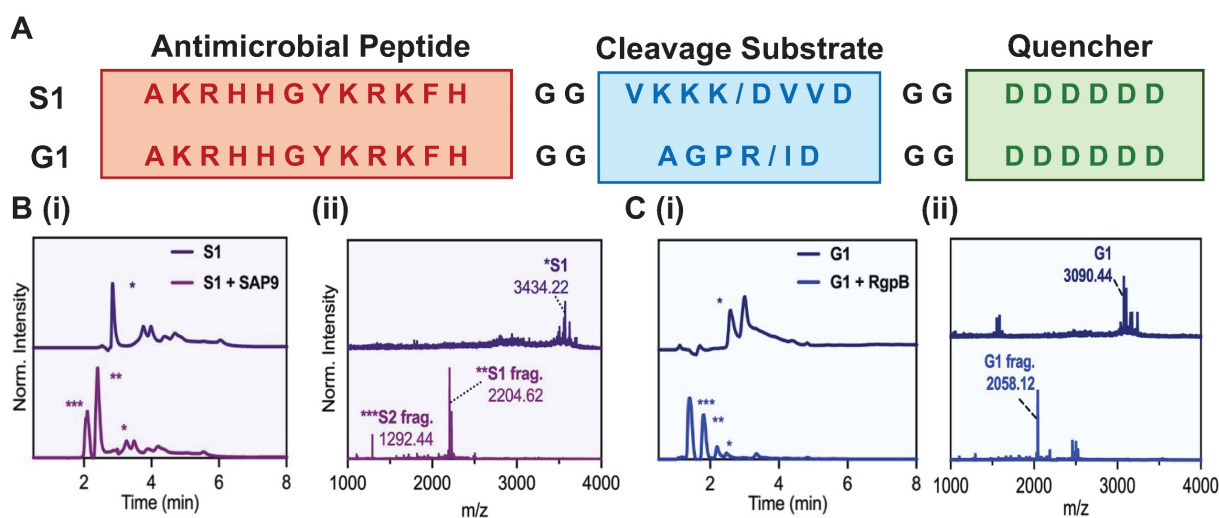 A
Antimicrobial Peptide
Cleavage Substrate
Quencher
S1
A K R H H G Y K R K F H
G G
V K K K / D V V D
G G
D D D D D D
G1
A K R H H G Y K R K F H
G G
A G P R / I D
G G
D D D D D D
B (i)
(ii)
C (i)
(ii)
Norm. Intensity
S1
S1 + SAP9
*
**
***
*
2 4 6 8
Time (min)
Norm. Intensity
*S1
3434.22
**S1 frag.
2204.62
***S2 frag.
1292.44
1000 2000 3000 4000
m/z
G1
G1 + RgpB
*
***
**
*
2 4 6 8
Time (min)
G1
3090.44
G1 frag.
2058.12
1000 2000 3000 4000
m/z